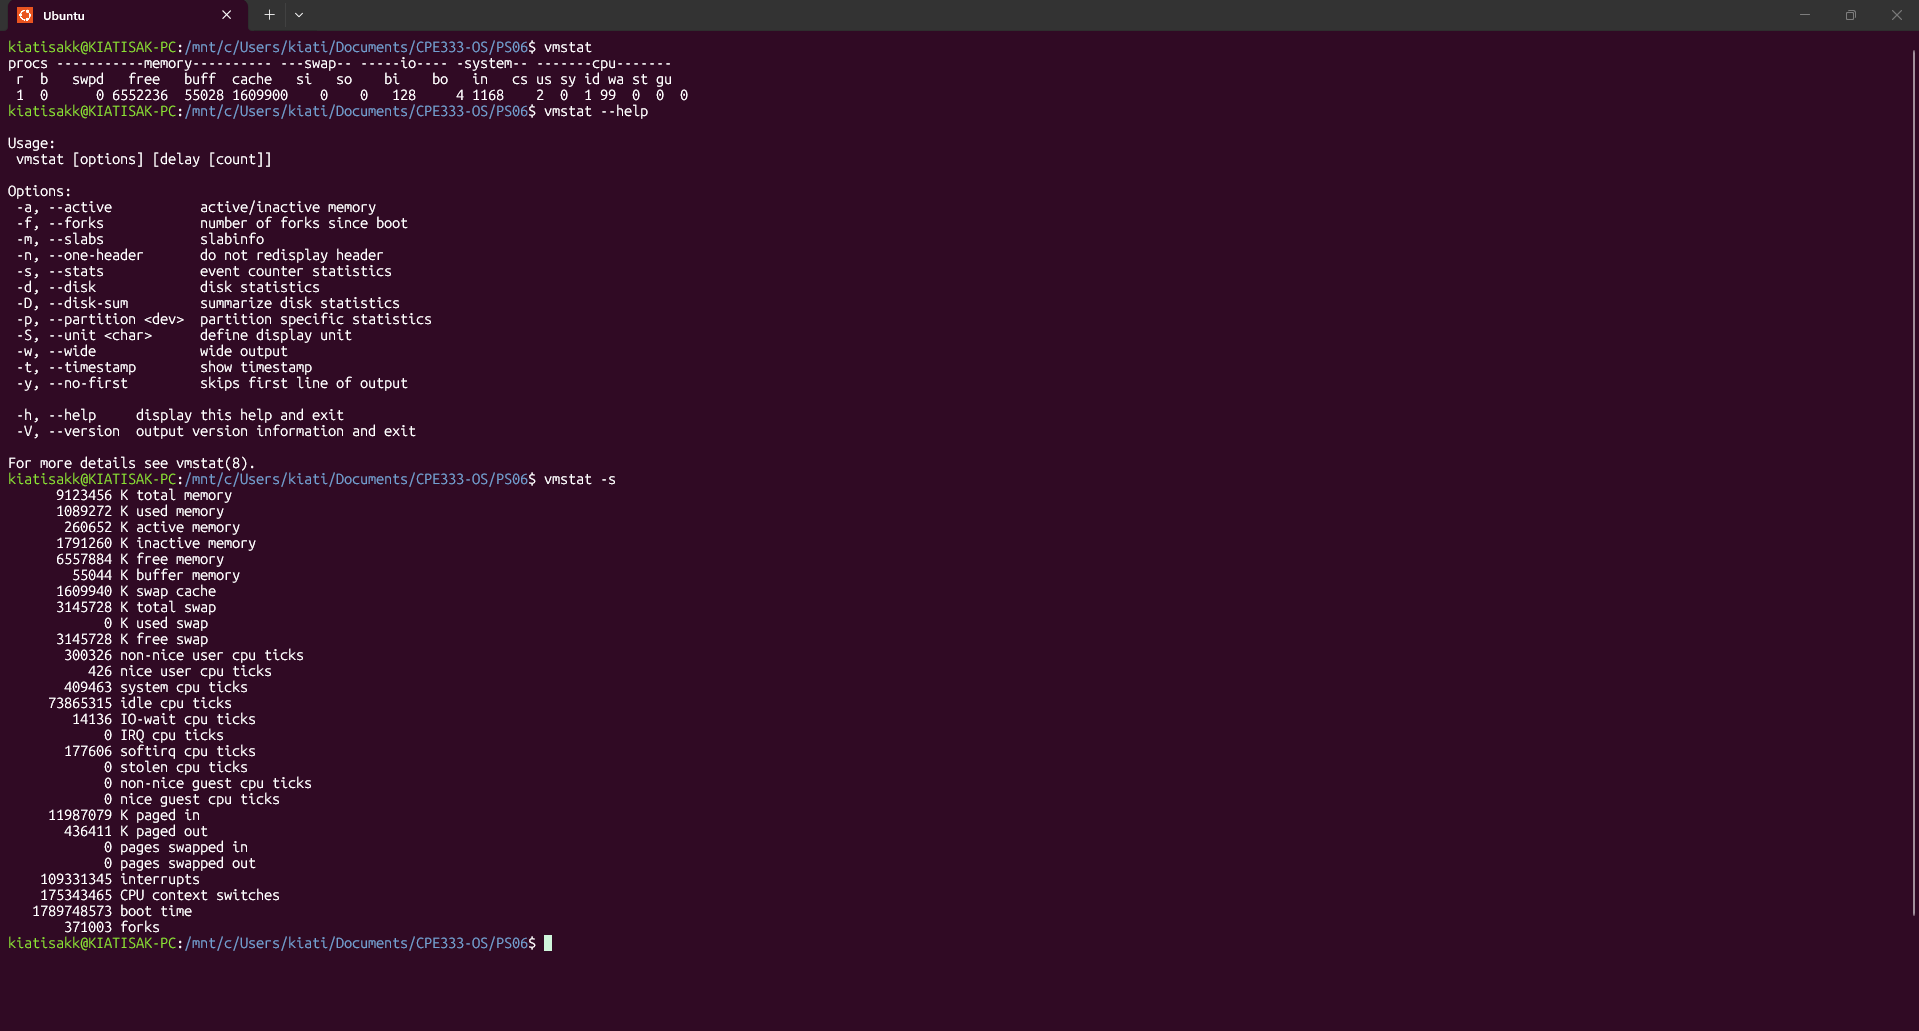 Ubuntu
kiatisakk@KIATISAK-PC:/mnt/c/Users/kiati/Documents/CPE333-OS/PS06$ vmstat
procs -----------memory---------- ---swap-- -----io---- -system-- -------cpu-------
 r  b   swpd   free   buff  cache   si   so    bi    bo   in   cs us sy id wa st gu
 1  0      0 6552236  55028 1609900    0    0   128     4 1168    2  0  1 99  0  0  0
kiatisakk@KIATISAK-PC:/mnt/c/Users/kiati/Documents/CPE333-OS/PS06$ vmstat --help
Usage:
 vmstat [options] [delay [count]]
Options:
 -a, --active           active/inactive memory
 -f, --forks            number of forks since boot
 -m, --slabs            slabinfo
 -n, --one-header       do not redisplay header
 -s, --stats            event counter statistics
 -d, --disk             disk statistics
 -D, --disk-sum         summarize disk statistics
 -p, --partition <dev>  partition specific statistics
 -S, --unit <char>      define display unit
 -w, --wide             wide output
 -t, --timestamp        show timestamp
 -y, --no-first         skips first line of output
 -h, --help     display this help and exit
 -V, --version  output version information and exit
For more details see vmstat(8).
kiatisakk@KIATISAK-PC:/mnt/c/Users/kiati/Documents/CPE333-OS/PS06$ vmstat -s
      9123456 K total memory
      1089272 K used memory
       260652 K active memory
      1791260 K inactive memory
      6557884 K free memory
        55044 K buffer memory
      1609940 K swap cache
      3145728 K total swap
            0 K used swap
      3145728 K free swap
       300326 non-nice user cpu ticks
          426 nice user cpu ticks
       409463 system cpu ticks
     73865315 idle cpu ticks
        14136 IO-wait cpu ticks
            0 IRQ cpu ticks
       177606 softirq cpu ticks
            0 stolen cpu ticks
            0 non-nice guest cpu ticks
            0 nice guest cpu ticks
     11987079 K paged in
       436411 K paged out
            0 pages swapped in
            0 pages swapped out
    109331345 interrupts
    175343465 CPU context switches
   1789748573 boot time
       371003 forks
kiatisakk@KIATISAK-PC:/mnt/c/Users/kiati/Documents/CPE333-OS/PS06$